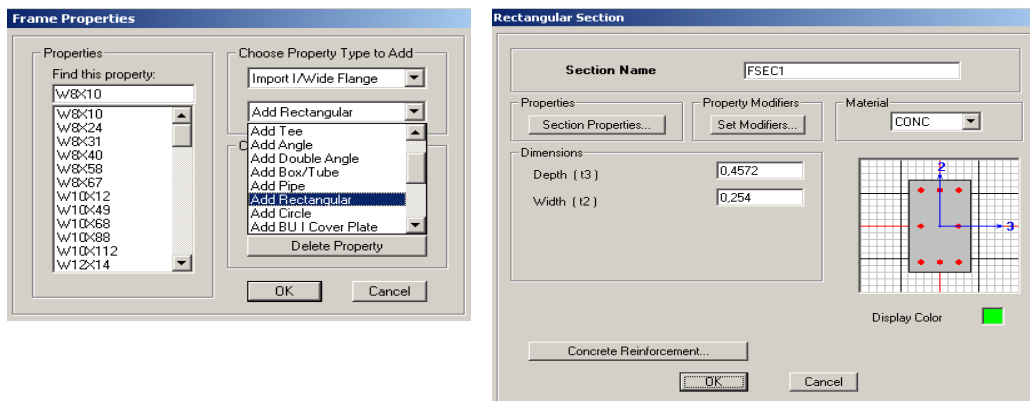 Frame Properties
Properties
Find this property:
W8X10
W8X10
W8X24
W8X31
W8X40
W8X58
W8X67
W10X12
W10X49
W10X68
W10X88
W10X112
W12X14
Choose Property Type to Add
Import I/Wide Flange
Add Rectangular
Add Tee
Add Angle
Add Double Angle
Add Box/Tube
Add Pipe
Add Rectangular
Add Circle
Add BU I Cover Plate
C
Delete Property
OK
Cancel
Rectangular Section
Section Name
FSEC1
Properties
Section Properties...
Property Modifiers
Set Modifiers...
Material
CONC
Dimensions
Depth ( t3 )
0,4572
Width ( t2 )
0,254
2
3
Display Color
Concrete Reinforcement...
OK
Cancel